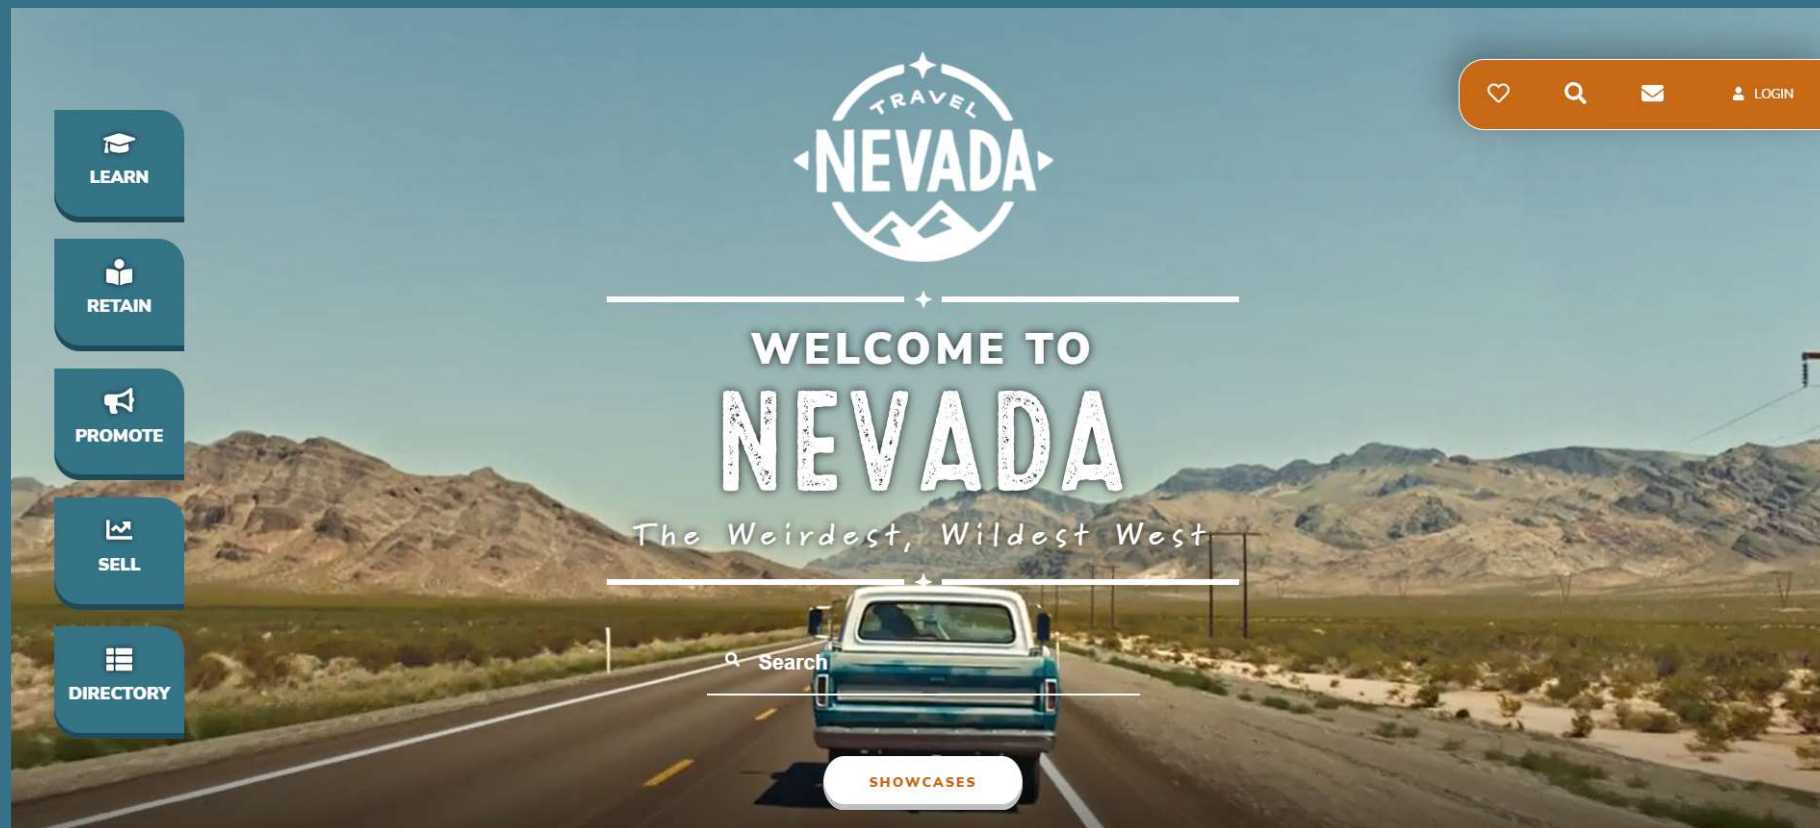 TRAVEL
NEVADA
LOGIN
LEARN
RETAIN
PROMOTE
SELL
DIRECTORY
WELCOME TO
NEVADA
The Weirdest, Wildest West
Search
SHOWCASES